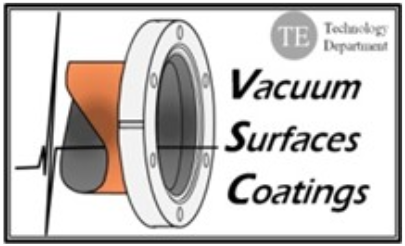 TE Technology
Department
Vacuum
Surfaces
Coatings